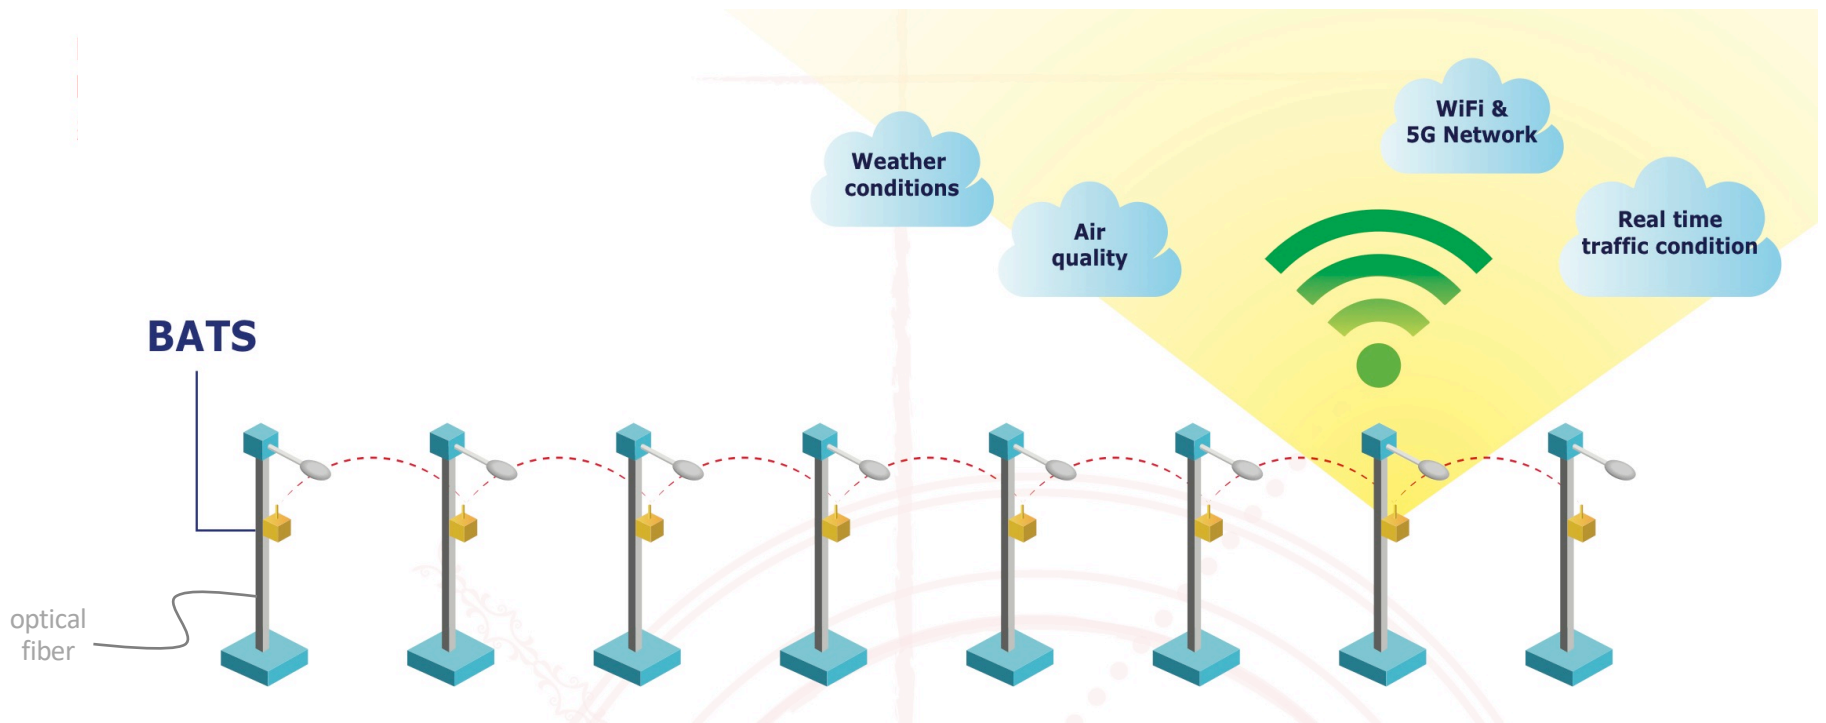 WiFi &
5G Network
Weather
conditions
Real time
traffic condition
Air
quality
BATS
optical
fiber